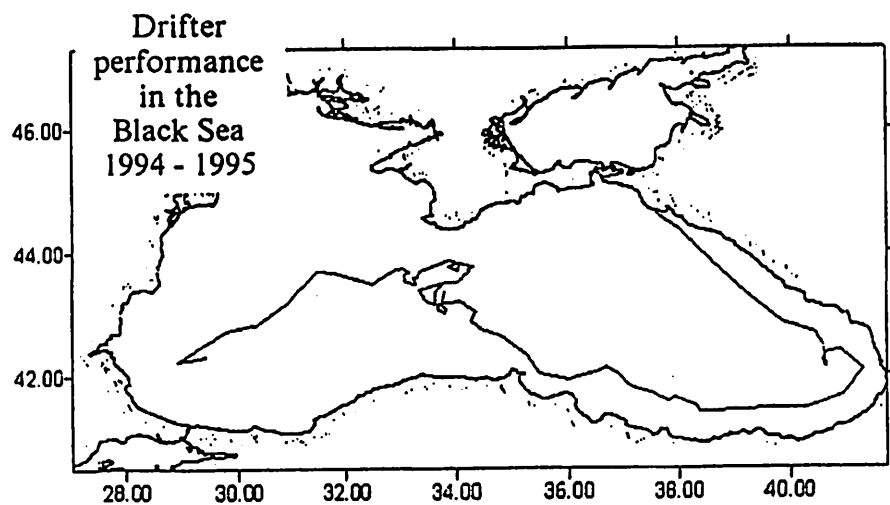 Drifter
performance
in the
Black Sea
1994 - 1995
46.00
44.00
42.00
28.00 30.00 32.00 34.00 36.00 38.00 40.00